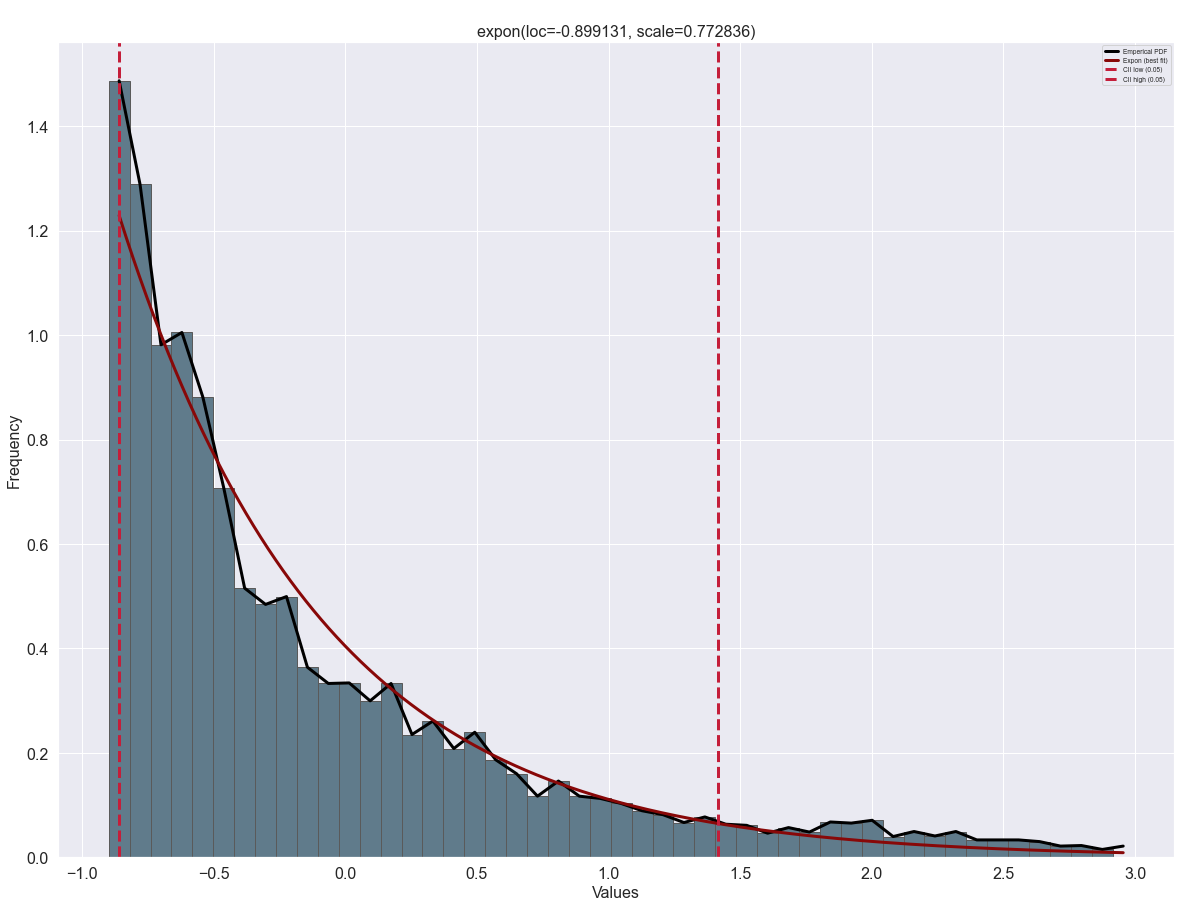 expon(loc=-0.899131, scale=0.772836)
Emperical PDF
Expon (best fit)
CII low (0.05)
CII high (0.05)
Frequency
1.4
1.2
1.0
0.8
0.6
0.4
0.2
0.0
−1.0 −0.5 0.0 0.5 1.0 1.5 2.0 2.5 3.0
Values